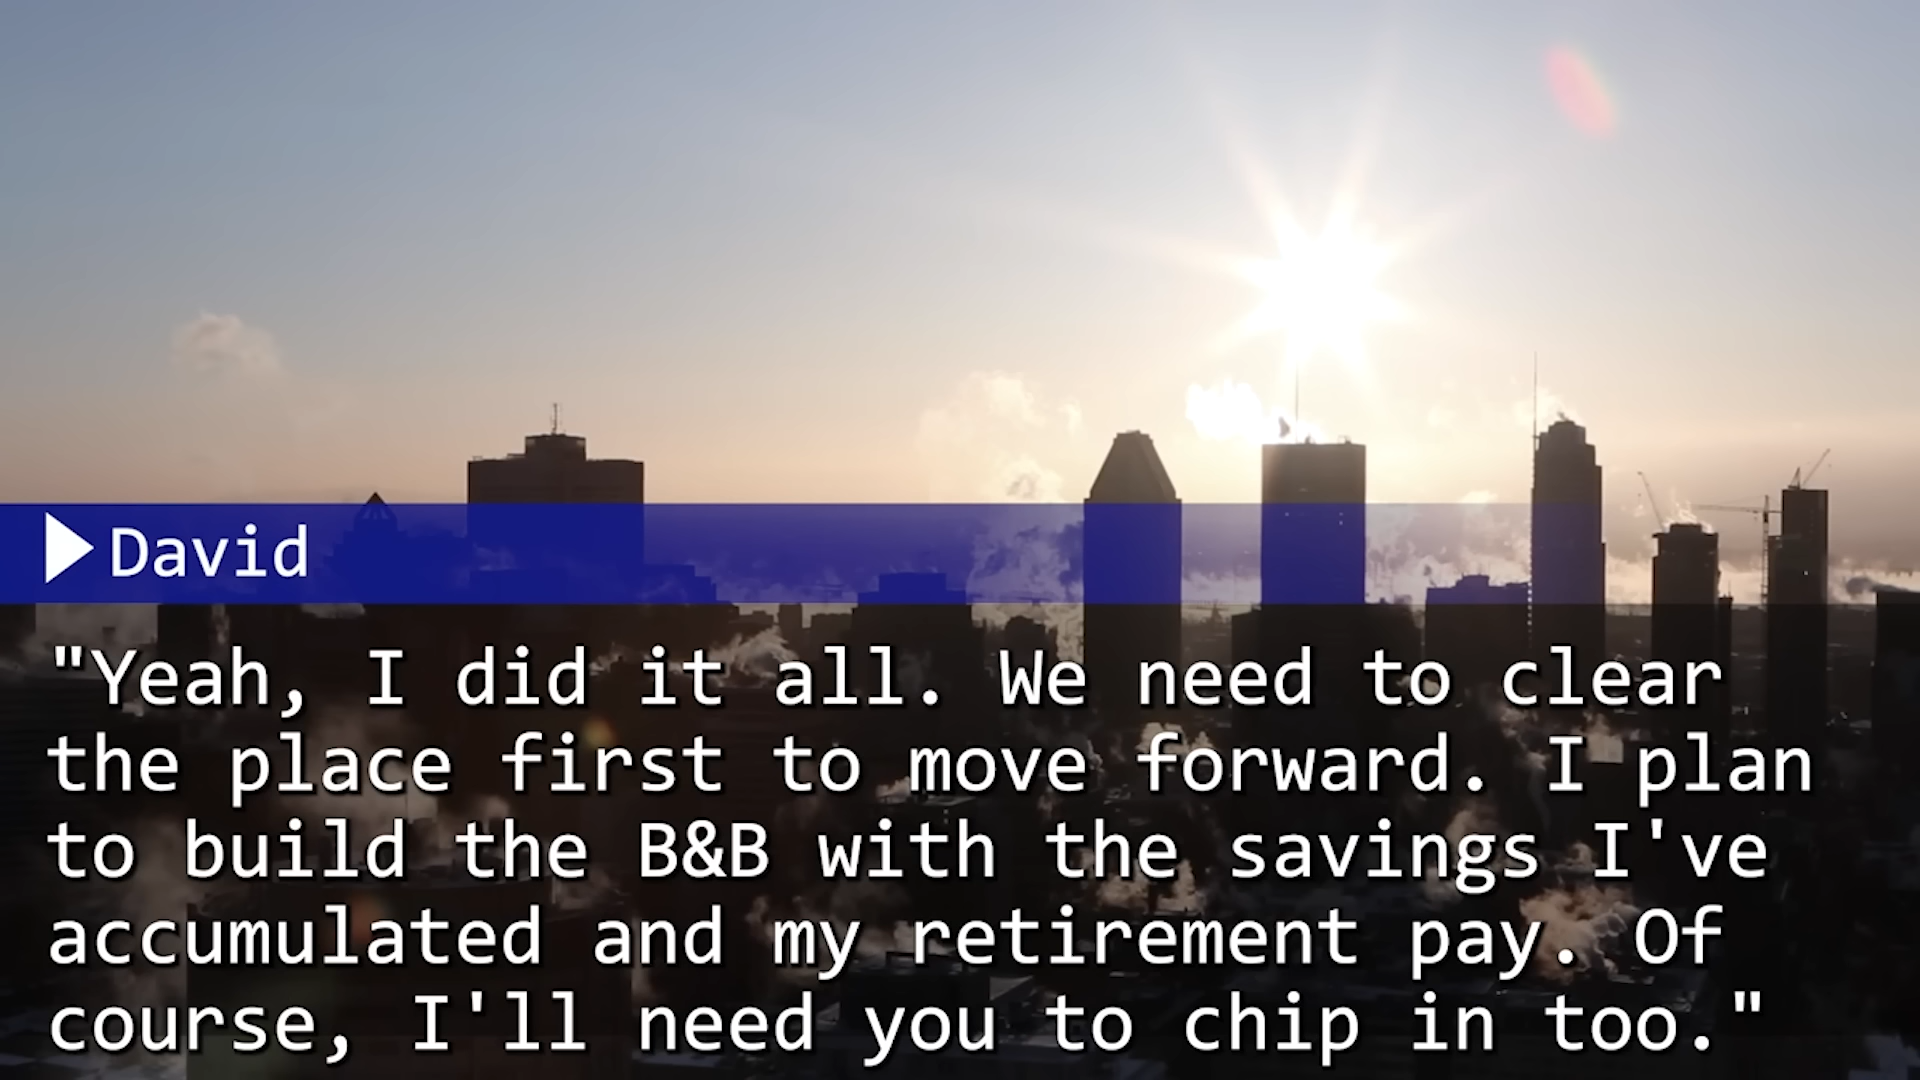 David
"Yeah, I did it all. We need to clear
the place first to move forward. I plan
to build the B&B with the savings I've
accumulated and my retirement pay. Of
course, I'll need you to chip in too."